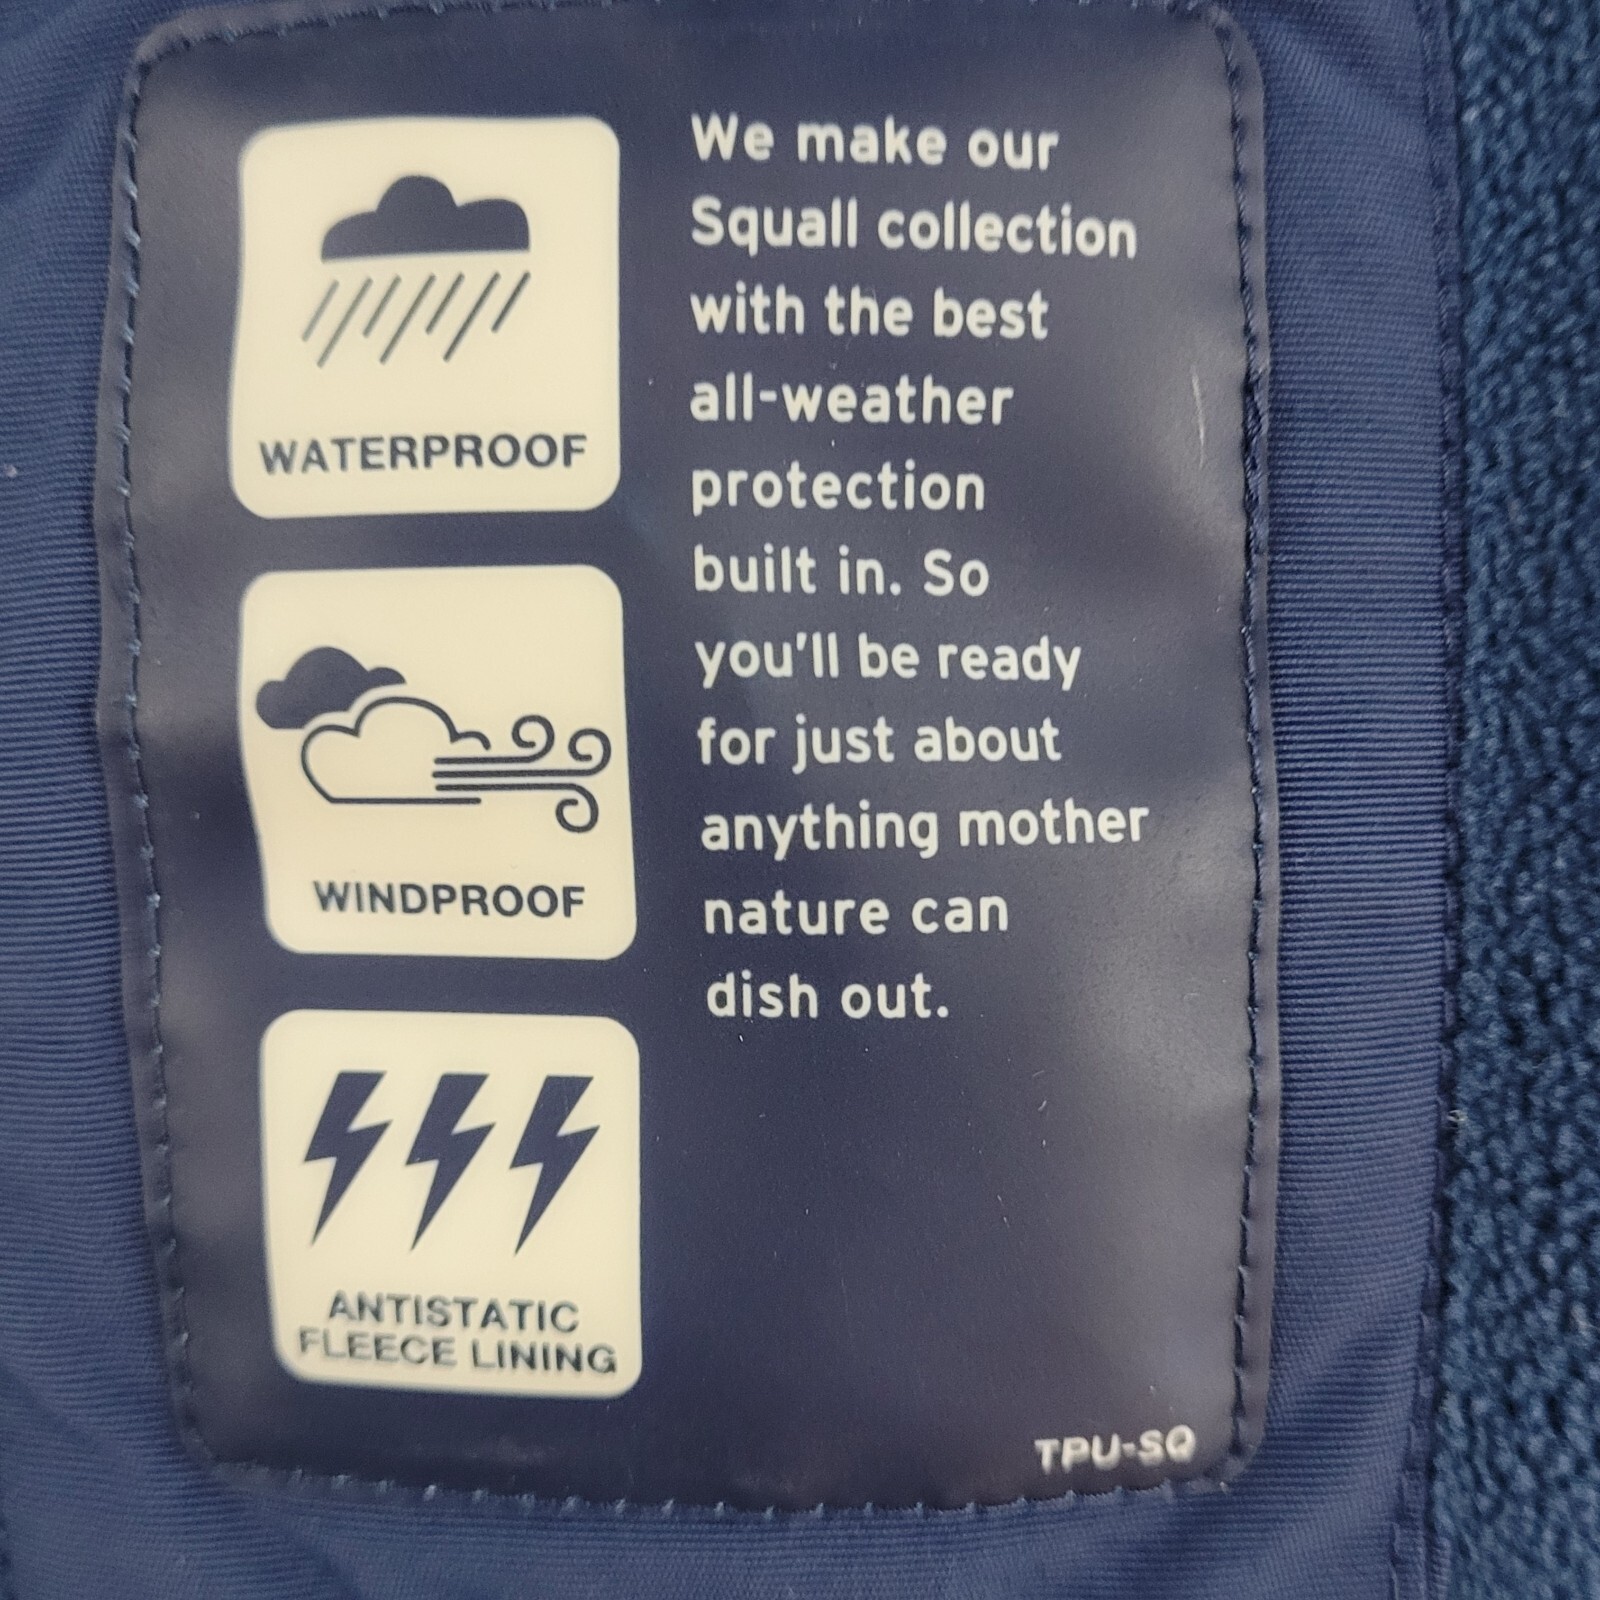 WATERPROOF
WINDPROOF
ANTISTATIC
FLEECE LINING
We make our
Squall collection
with the best
all-weather
protection
built in. So
you'll be ready
for just about
anything mother
nature can
dish out.
TPU-SQ